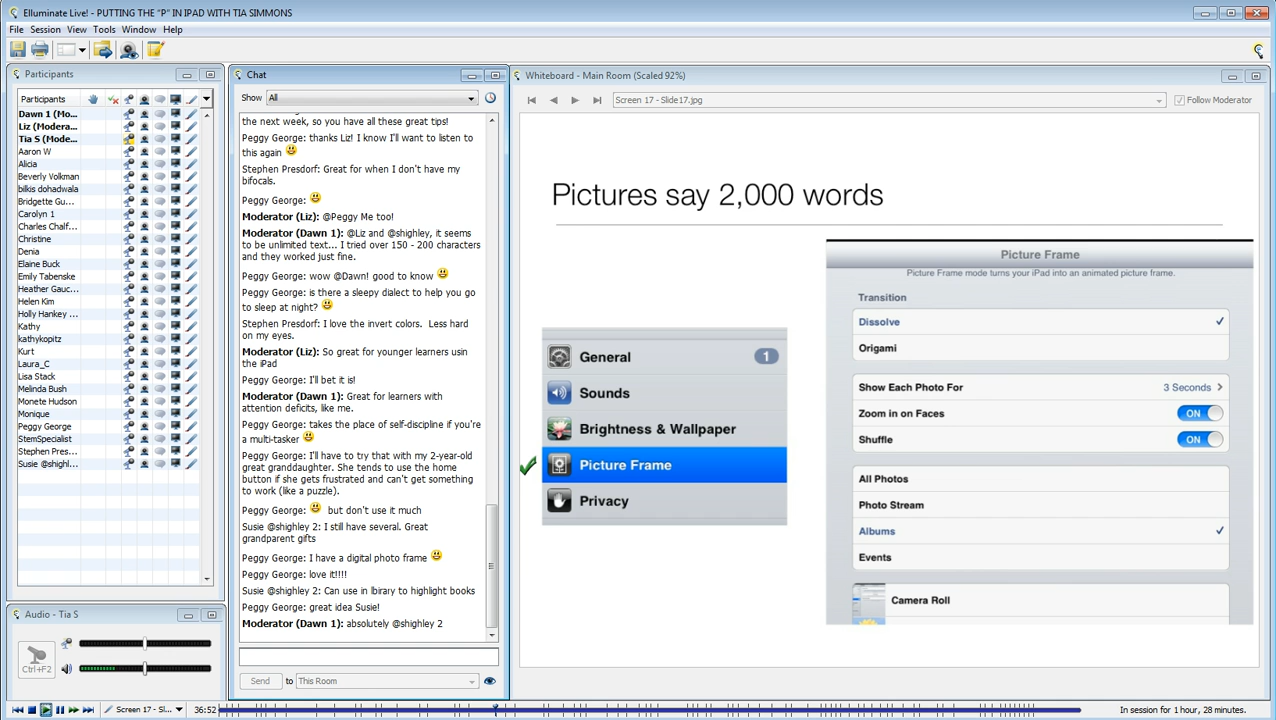 Elluminate Live! - PUTTING THE "P" IN IPAD WITH TIA SIMMONS
File Session View Tools Window Help
Participants
Participants
Dawn 1 (Mo...
Liz (Modera...
Tia S (Mode...
Aaron W
Alicia
Beverly Volkman
bilkis dohadwala
Bridgette Gu...
Carolyn 1
Charles Chalf...
Christine
Denia
Elaine Buck
Emily Tabenske
Heather Gauc...
Helen Kim
Holly Hankey ...
Kathy
kathykopitz
Kurt
Laura_C
Lisa Stack
Melinda Bush
Monete Hudson
Monique
Peggy George
StemSpecialist
Stephen Pres...
Susie @shighl...
Audio - Tia S
Ctrl+F2
Chat
Show All
the next week, so you have all these great tips!
Peggy George: thanks Liz! I know I'll want to listen to
this again
Stephen Presdorf: Great for when I don't have my
bifocals.
Peggy George:
Moderator (Liz): @Peggy Me too!
Moderator (Dawn 1): @Liz and @shighley, it seems
to be unlimited text... I tried over 150 - 200 characters
and they worked just fine.
Peggy George: wow @Dawn! good to know
Peggy George: is there a sleepy dialect to help you go
to sleep at night?
Stephen Presdorf: I love the invert colors. Less hard
on my eyes.
Moderator (Liz): So great for younger learners usin
the iPad
Peggy George: I'll bet it is!
Moderator (Dawn 1): Great for learners with
attention deficits, like me.
Peggy George: takes the place of self-discipline if you're
a multi-tasker
Peggy George: I'll have to try that with my 2-year-old
great granddaughter. She tends to use the home
button if she gets frustrated and can't get something
to work (like a puzzle).
Peggy George: but don't use it much
Susie @shighley 2: I still have several. Great
grandparent gifts
Peggy George: I have a digital photo frame
Peggy George: love it!!!!
Susie @shighley 2: Can use in lbirary to highlight books
Peggy George: great idea Susie!
Moderator (Dawn 1): absolutely @shighley 2
Send to This Room
Whiteboard - Main Room (Scaled 92%)
Screen 17 - Slide17.jpg
Follow Moderator
Pictures say 2,000 words
General 1
Sounds
Brightness & Wallpaper
Picture Frame
Privacy
Picture Frame
Picture Frame mode turns your iPad into an animated picture frame.
Transition
Dissolve
Origami
Show Each Photo For 3 Seconds
Zoom in on Faces ON
Shuffle ON
All Photos
Photo Stream
Albums
Events
Camera Roll
Screen 17 - Sl...
36:52
In session for 1 hour, 28 minutes.